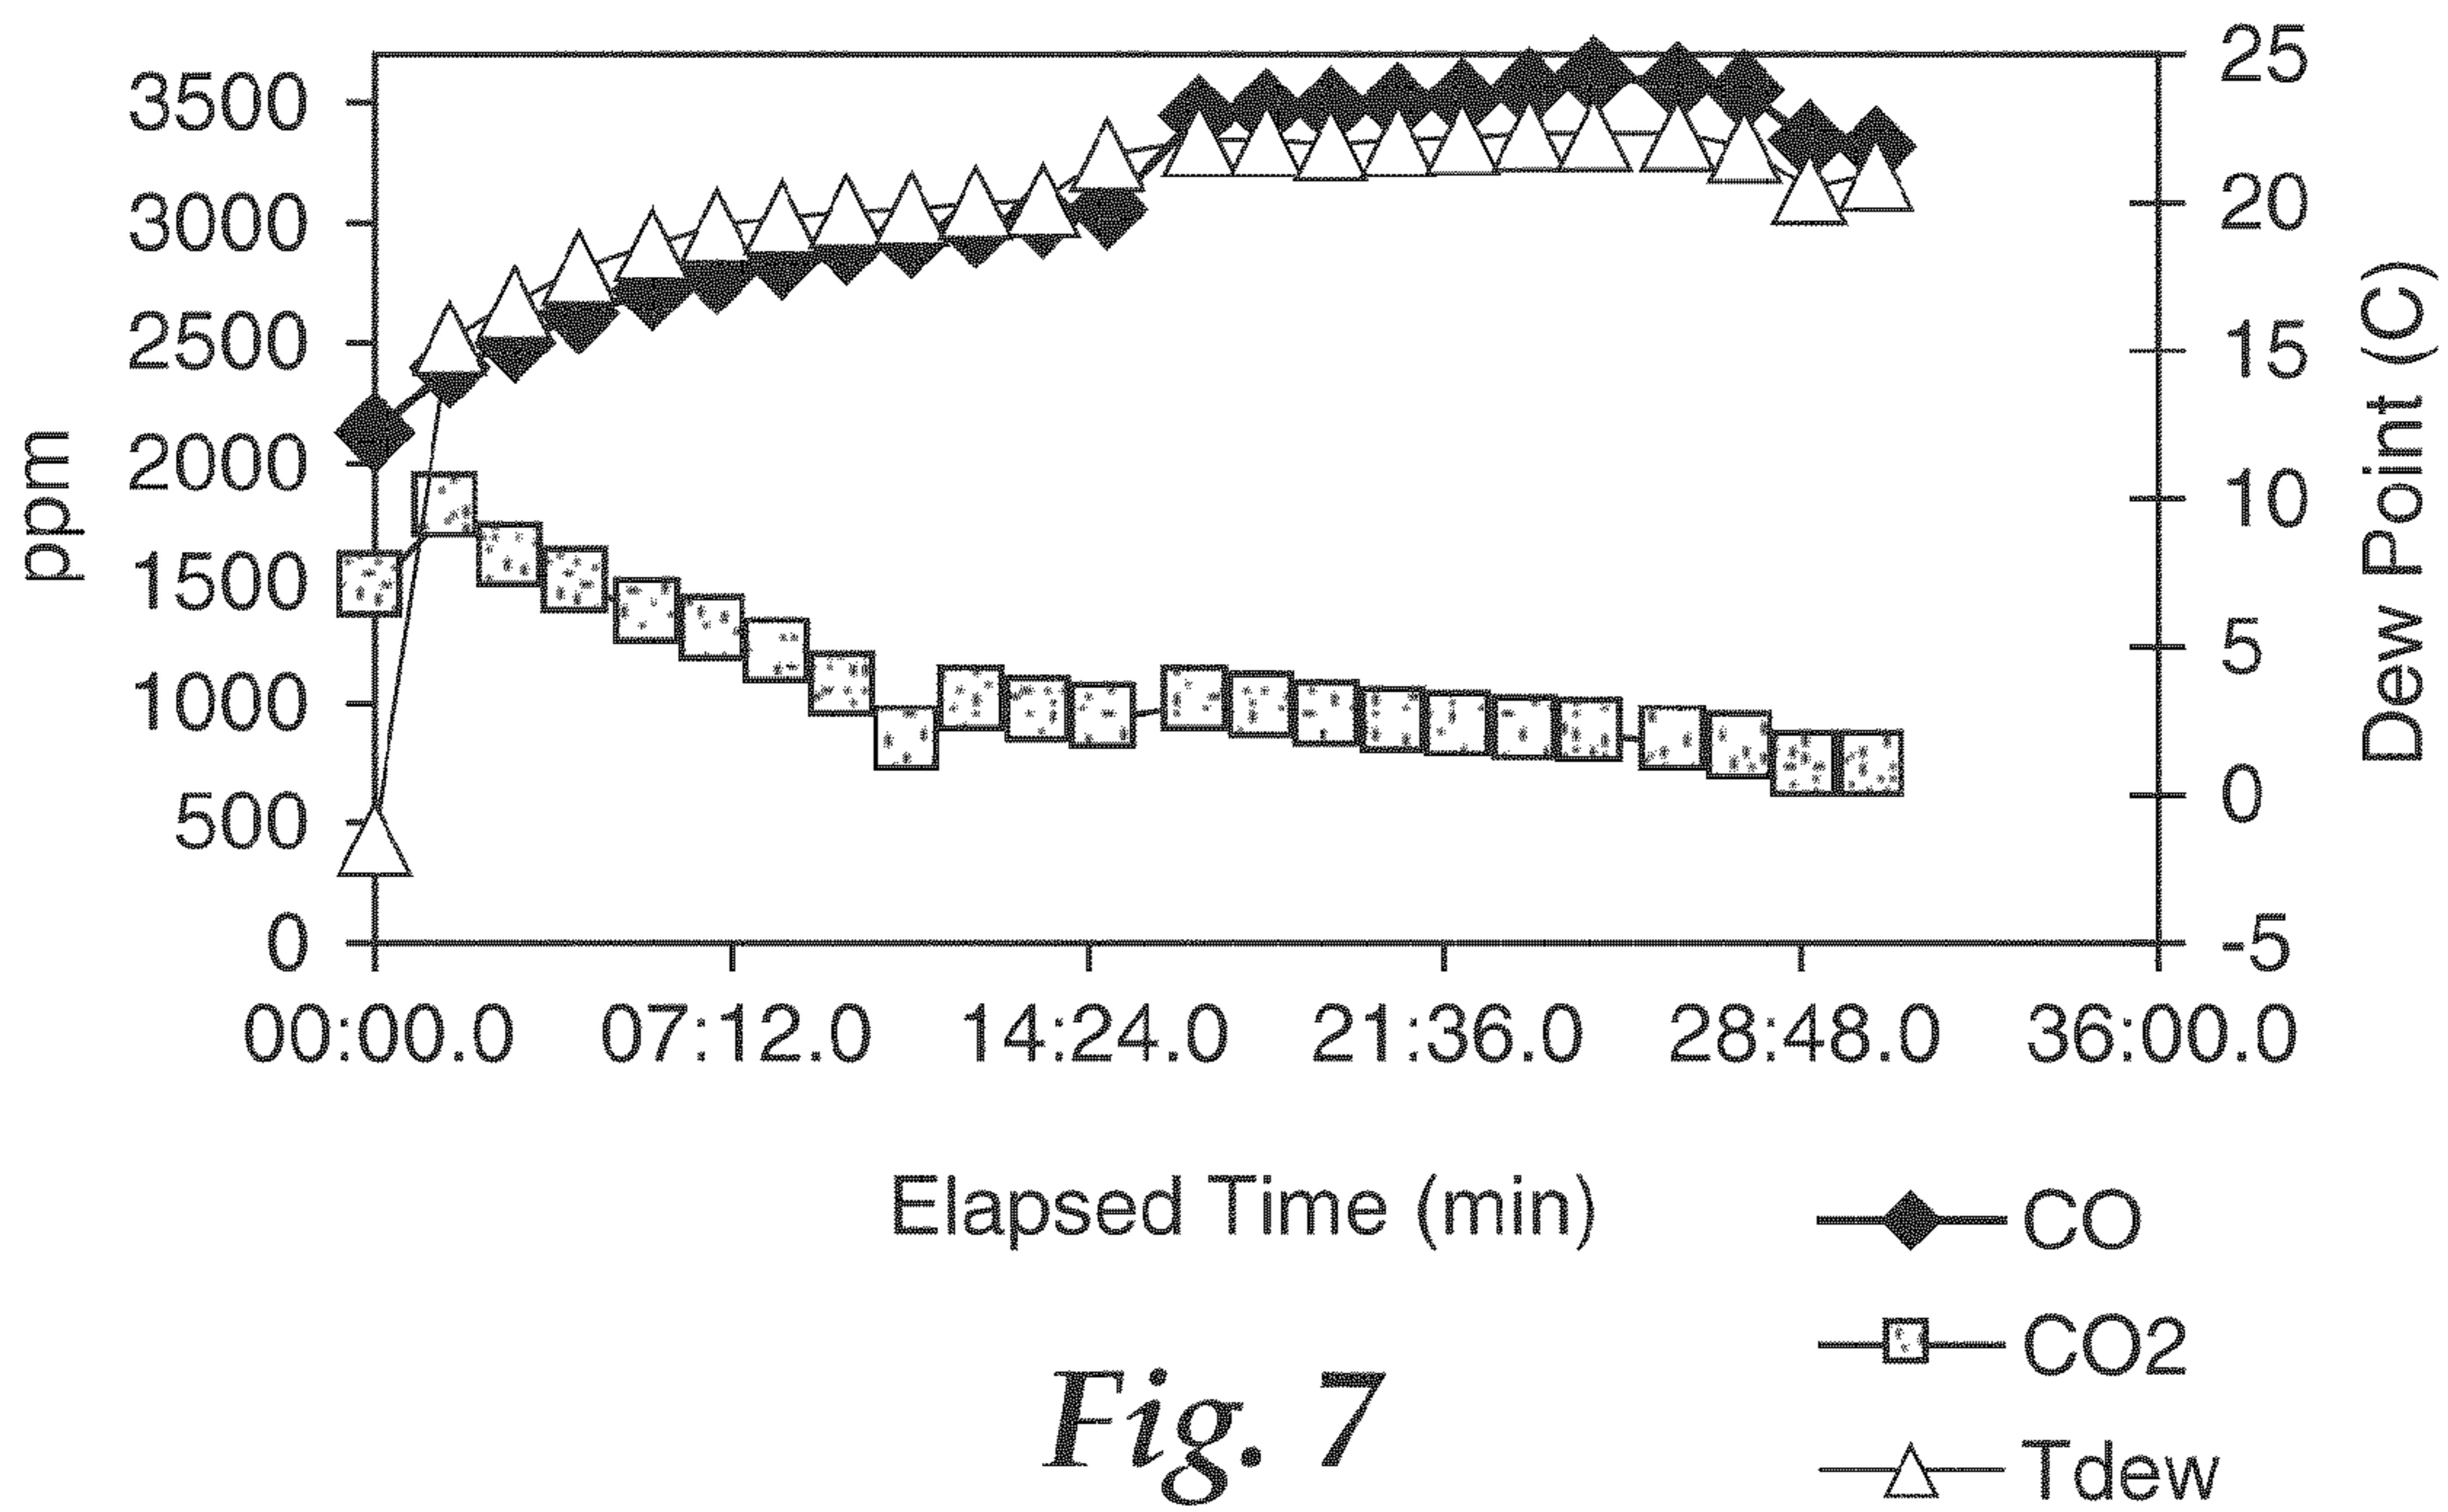 3500
3000
2500
2000
1500
1000
500
0
ppm
25
20
15
10
5
0
-5
Dew Point (C)
00:00.0 07:12.0 14:24.0 21:36.0 28:48.0 36:00.0
Elapsed Time (min)
CO
CO2
Tdew
Fig. 7